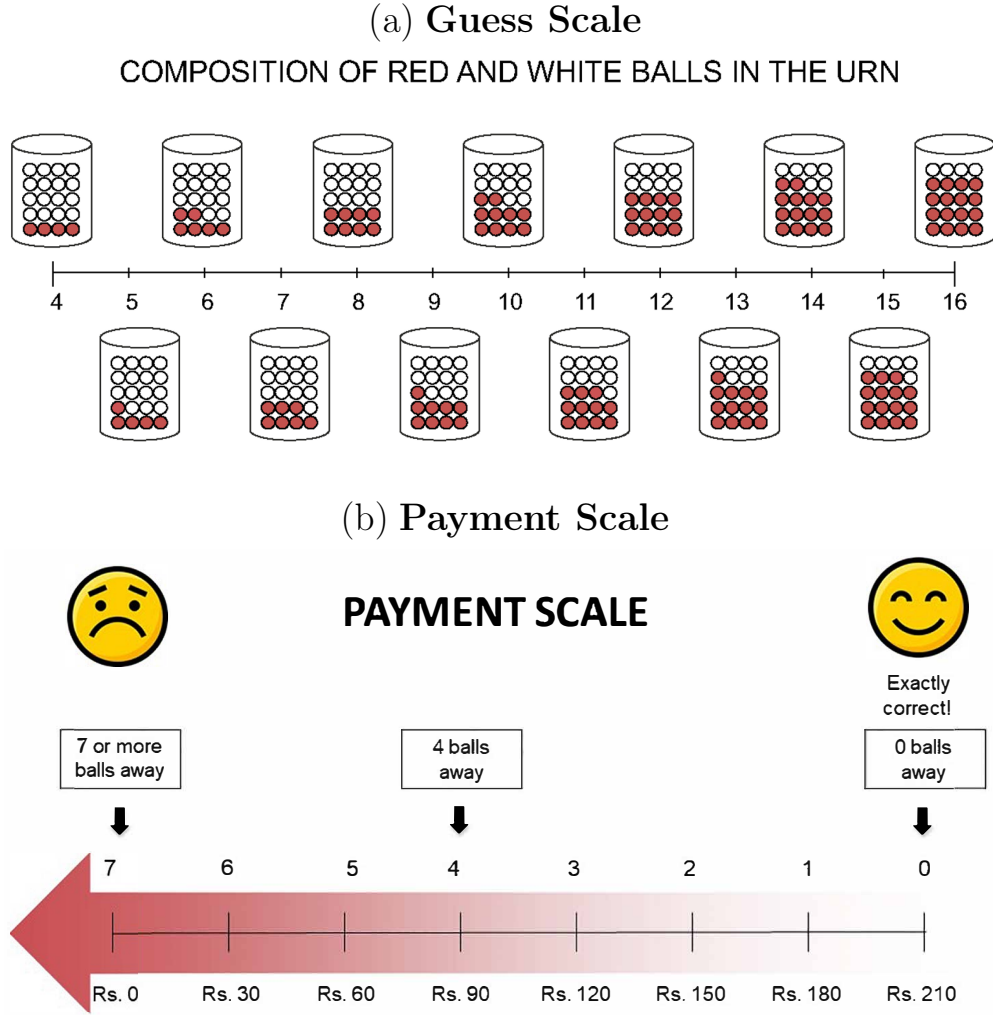 (a) Guess Scale
COMPOSITION OF RED AND WHITE BALLS IN THE URN
4 5 6 7 8 9 10 11 12 13 14 15 16
(b) Payment Scale
PAYMENT SCALE
Exactly
correct!
7 or more
balls away
4 balls
away
0 balls
away
7 6 5 4 3 2 1 0
Rs. 0 Rs. 30 Rs. 60 Rs. 90 Rs. 120 Rs. 150 Rs. 180 Rs. 210